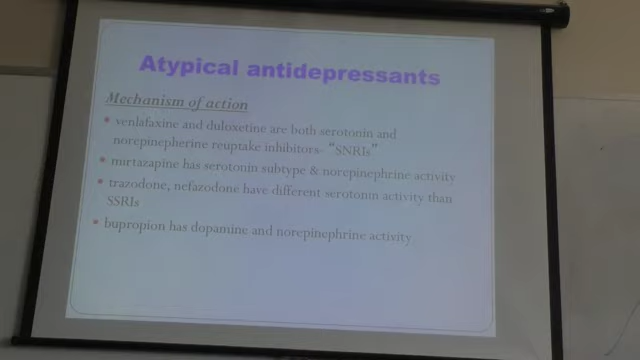 Atypical antidepressants
Mechanism of action
• venlafaxine and duloxetine are both serotonin and
norepinepherine reuptake inhibitors- “SNRIs”
• mirtazapine has serotonin subtype & norepinephrine activity
• trazodone, nefazodone have different serotonin activity than
SSRIs
• bupropion has dopamine and norepinephrine activity